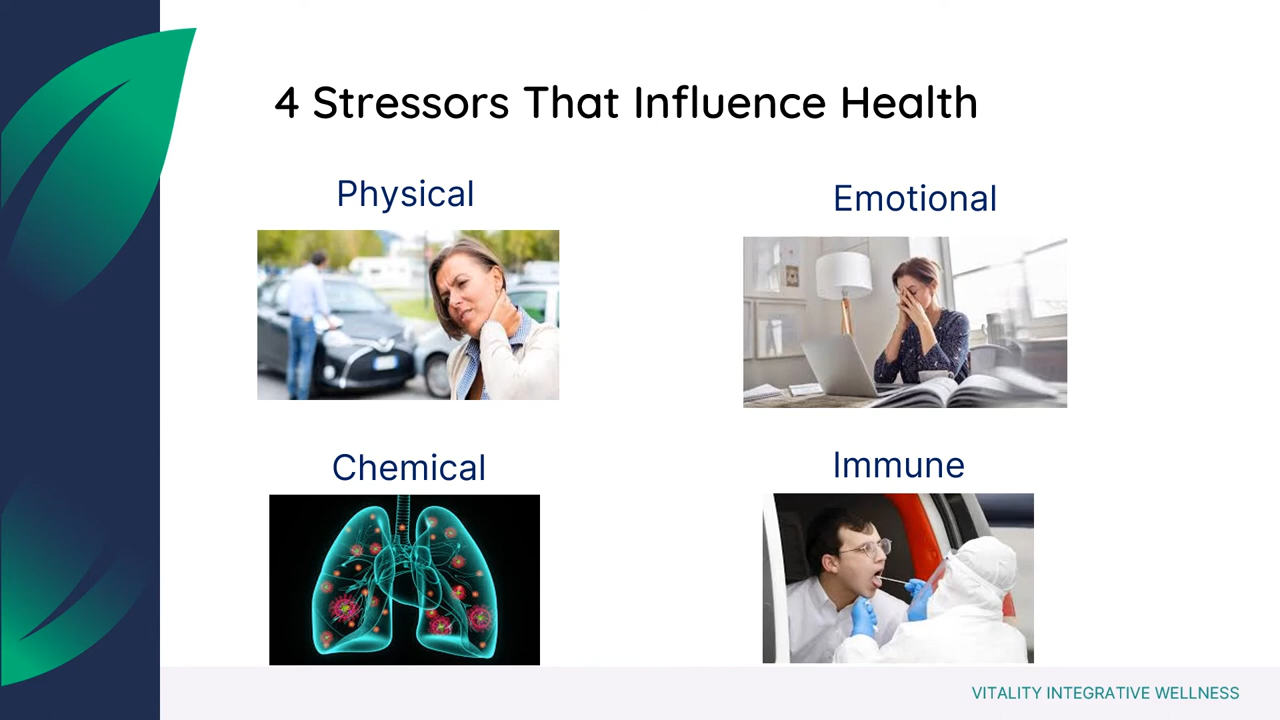 4 Stressors That Influence Health
Physical
Emotional
Chemical
Immune
VITALITY INTEGRATIVE WELLNESS